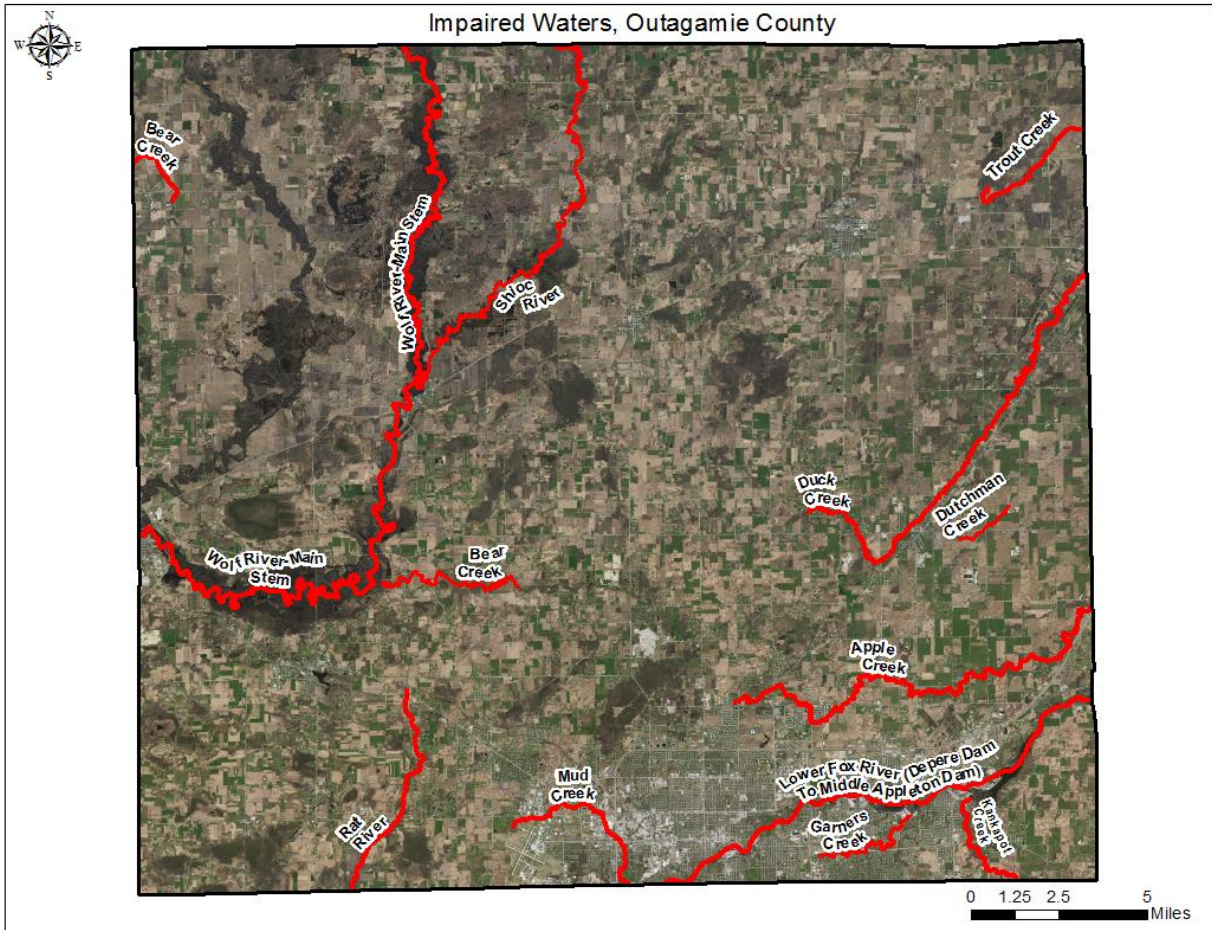 Impaired Waters, Outagamie County
N
W
E
S
Bear
Creek
Trout Creek
Wolf River-Main Stem
Shioc
River
Duck
Creek
Dutchman
Creek
Wolf River-Main
Stem
Bear
Creek
Apple
Creek
Lower Fox River (Depere Dam
To Middle Appleton Dam)
Mud
Creek
Garners
Creek
Kankapot
Creek
Rat
River
0 1.25 2.5 5
Miles